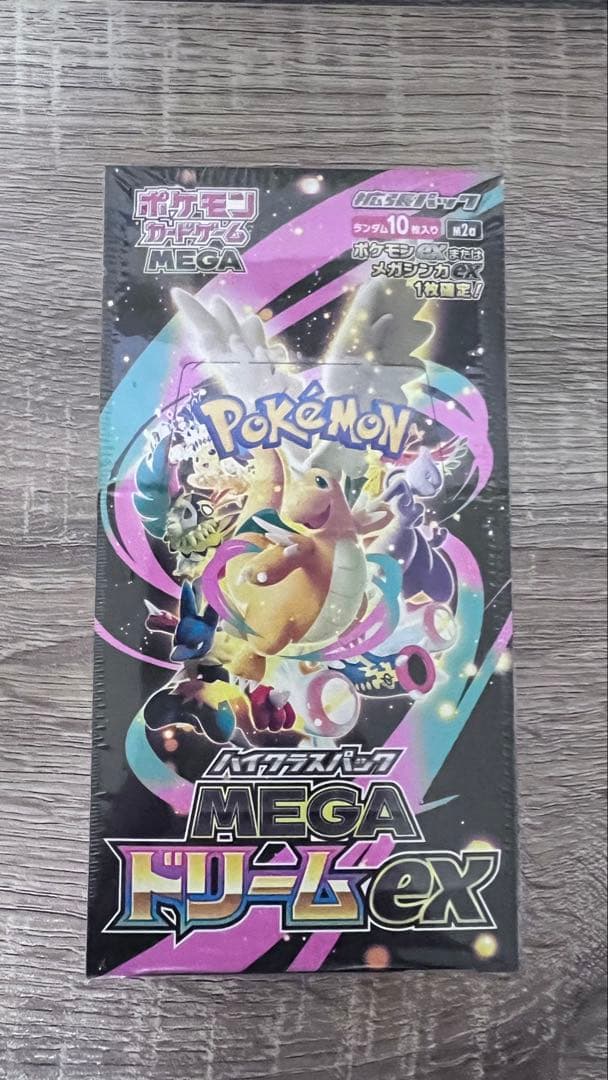 ポケモン
カードゲーム
MEGA
拡張パック
ランダム10枚入り M2a
ポケモンexまたは
メガシンカex
1枚確定!
POKéMON
ハイクラスパック
MEGA
ドリームex